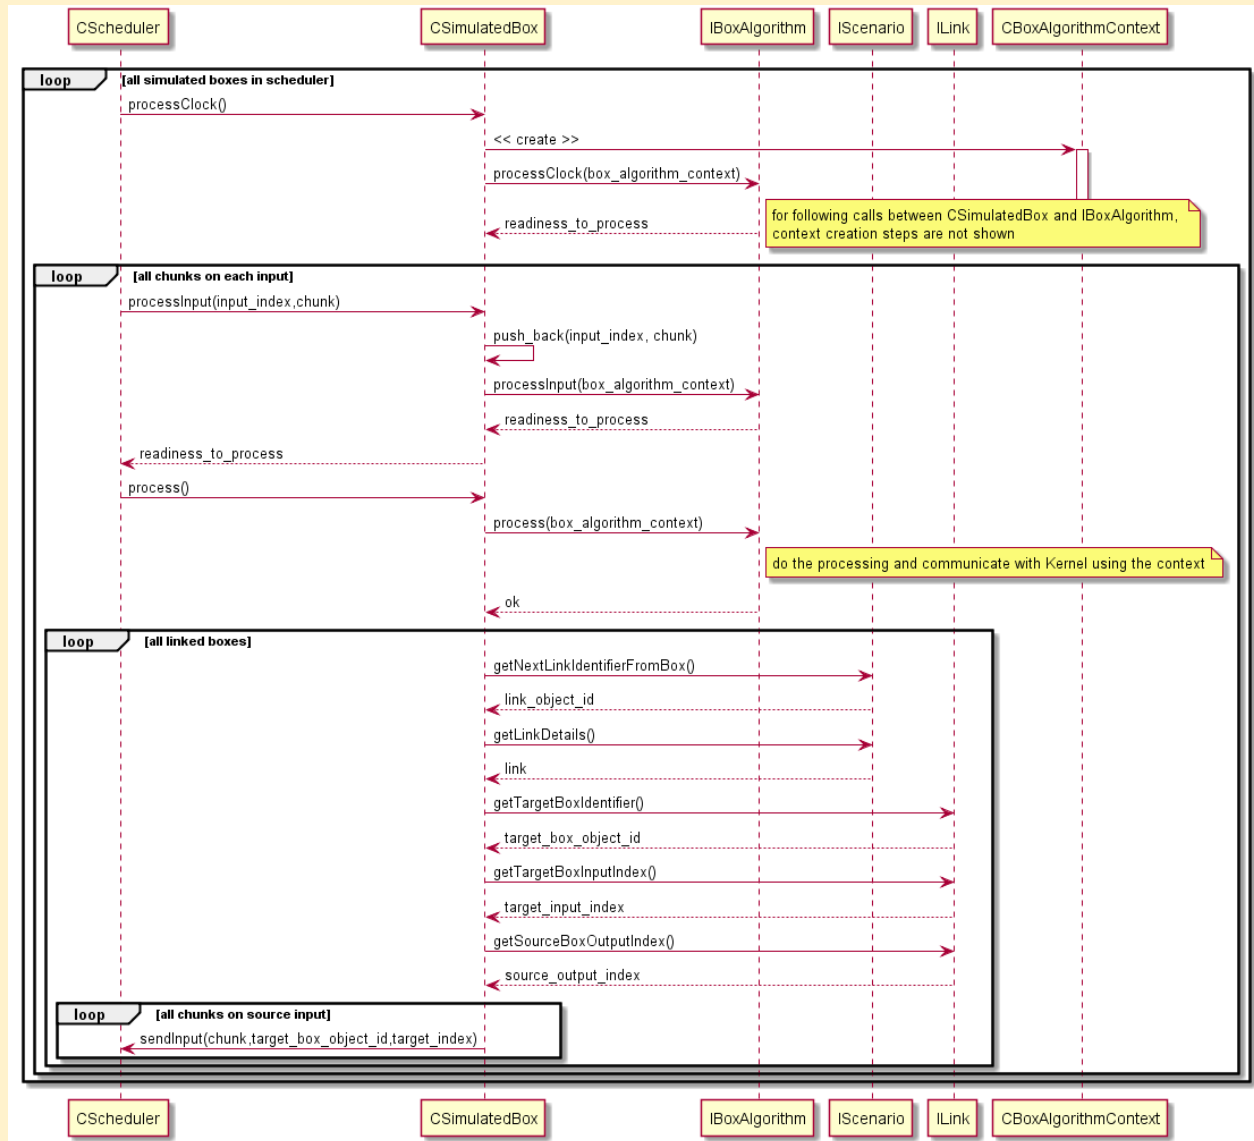 CScheduler
CSimulatedBox
IBoxAlgorithm
IScenario
ILink
CBoxAlgorithmContext
loop
[all simulated boxes in scheduler]
processClock()
<< create >>
processClock(box_algorithm_context)
for following calls between CSimulatedBox and IBoxAlgorithm,
context creation steps are not shown
readiness_to_process
loop
[all chunks on each input]
processInput(input_index,chunk)
push_back(input_index, chunk)
processInput(box_algorithm_context)
readiness_to_process
readiness_to_process
process()
process(box_algorithm_context)
do the processing and communicate with Kernel using the context
ok
loop
[all linked boxes]
getNextLinkIdentifierFromBox()
link_object_id
getLinkDetails()
link
getTargetBoxIdentifier()
target_box_object_id
getTargetBoxInputIndex()
target_input_index
getSourceBoxOutputIndex()
source_output_index
loop
[all chunks on source input]
sendInput(chunk,target_box_object_id,target_index)
CScheduler
CSimulatedBox
IBoxAlgorithm
IScenario
ILink
CBoxAlgorithmContext